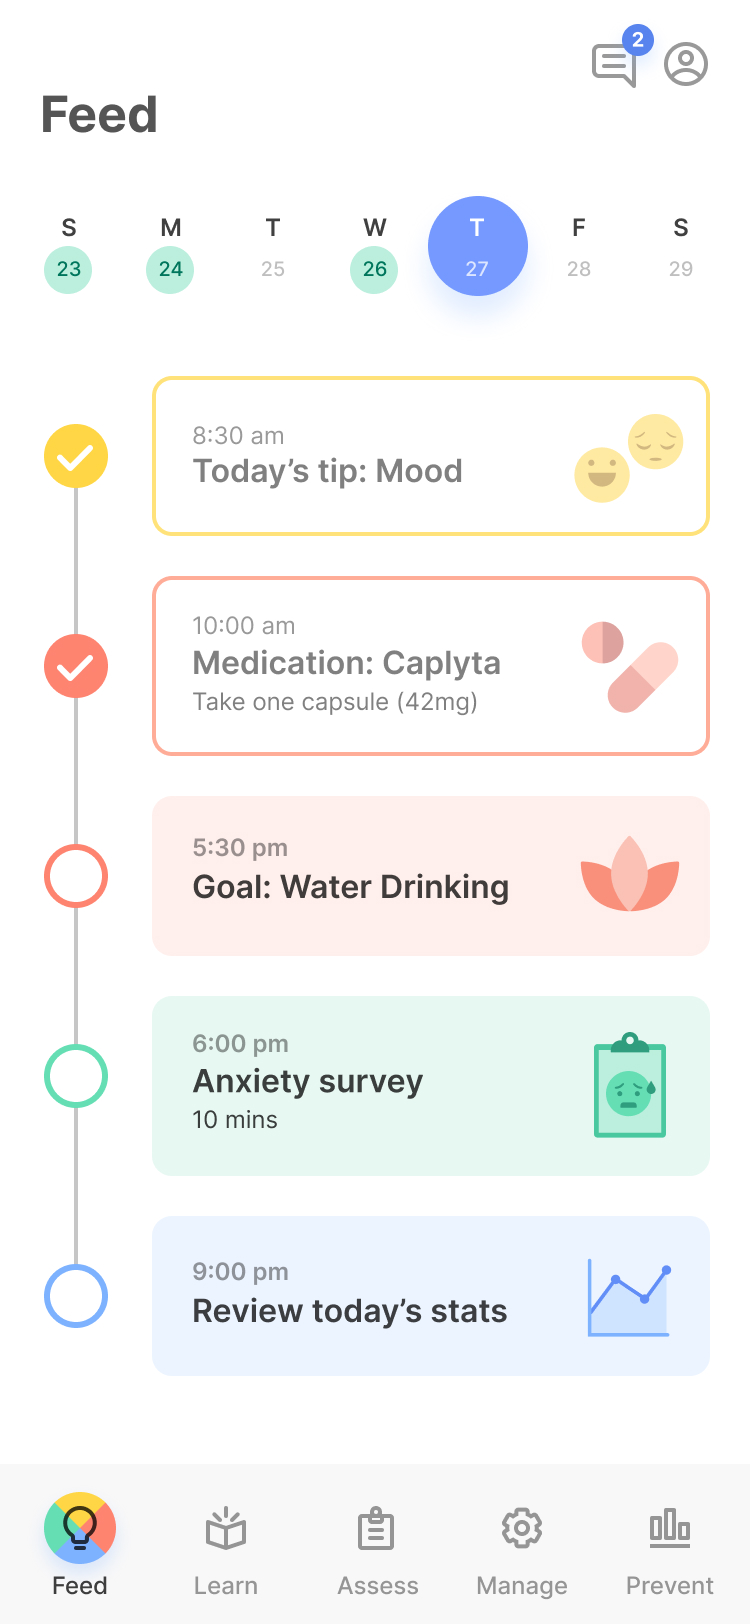 2
Feed
S M T W T F S
23 24 25 26 27 28 29
8:30 am
Today’s tip: Mood
10:00 am
Medication: Caplyta
Take one capsule (42mg)
5:30 pm
Goal: Water Drinking
6:00 pm
Anxiety survey
10 mins
9:00 pm
Review today’s stats
Feed Learn Assess Manage Prevent